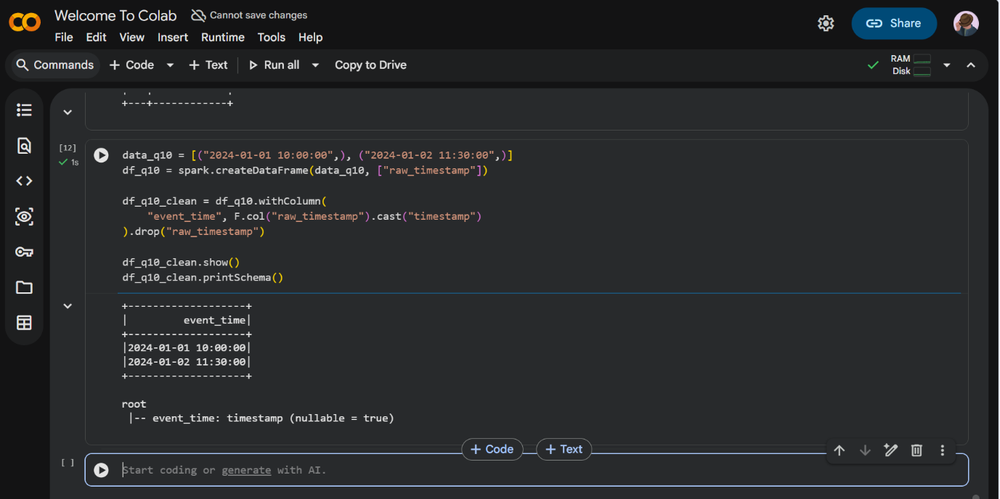 Welcome To Colab
Cannot save changes
File Edit View Insert Runtime Tools Help
Share
Commands + Code + Text Run all Copy to Drive
RAM
Disk
+---+------------+
[12]
1s
data_q10 = [("2024-01-01 10:00:00",), ("2024-01-02 11:30:00",)]
df_q10 = spark.createDataFrame(data_q10, ["raw_timestamp"])
df_q10_clean = df_q10.withColumn(
    "event_time", F.col("raw_timestamp").cast("timestamp")
).drop("raw_timestamp")
df_q10_clean.show()
df_q10_clean.printSchema()
+-------------------+
|         event_time|
+-------------------+
|2024-01-01 10:00:00|
|2024-01-02 11:30:00|
+-------------------+
root
 |-- event_time: timestamp (nullable = true)
+ Code + Text
[ ]
Start coding or generate with AI.